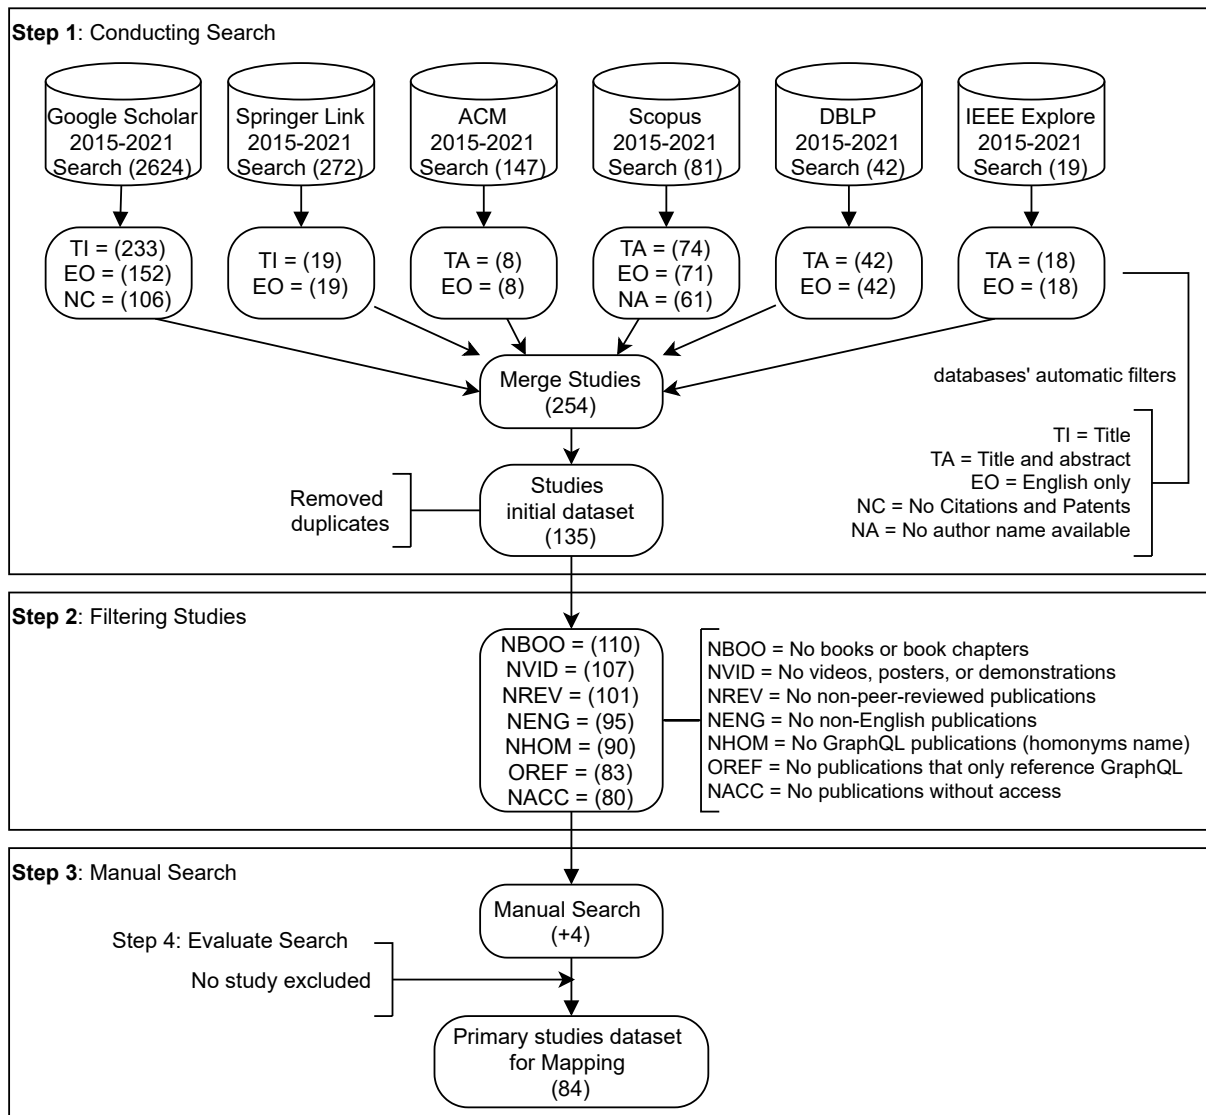 Step 1: Conducting Search
Google Scholar
2015-2021
Search (2624)
Springer Link
2015-2021
Search (272)
ACM
2015-2021
Search (147)
Scopus
2015-2021
Search (81)
DBLP
2015-2021
Search (42)
IEEE Explore
2015-2021
Search (19)
TI = (233)
EO = (152)
NC = (106)
TI = (19)
EO = (19)
TA = (8)
EO = (8)
TA = (74)
EO = (71)
NA = (61)
TA = (42)
EO = (42)
TA = (18)
EO = (18)
Merge Studies
(254)
databases' automatic filters
TI = Title
TA = Title and abstract
EO = English only
NC = No Citations and Patents
NA = No author name available
Removed
duplicates
Studies
initial dataset
(135)
Step 2: Filtering Studies
NBOO = (110)
NVID = (107)
NREV = (101)
NENG = (95)
NHOM = (90)
OREF = (83)
NACC = (80)
NBOO = No books or book chapters
NVID = No videos, posters, or demonstrations
NREV = No non-peer-reviewed publications
NENG = No non-English publications
NHOM = No GraphQL publications (homonyms name)
OREF = No publications that only reference GraphQL
NACC = No publications without access
Step 3: Manual Search
Manual Search
(+4)
Step 4: Evaluate Search
No study excluded
Primary studies dataset
for Mapping
(84)